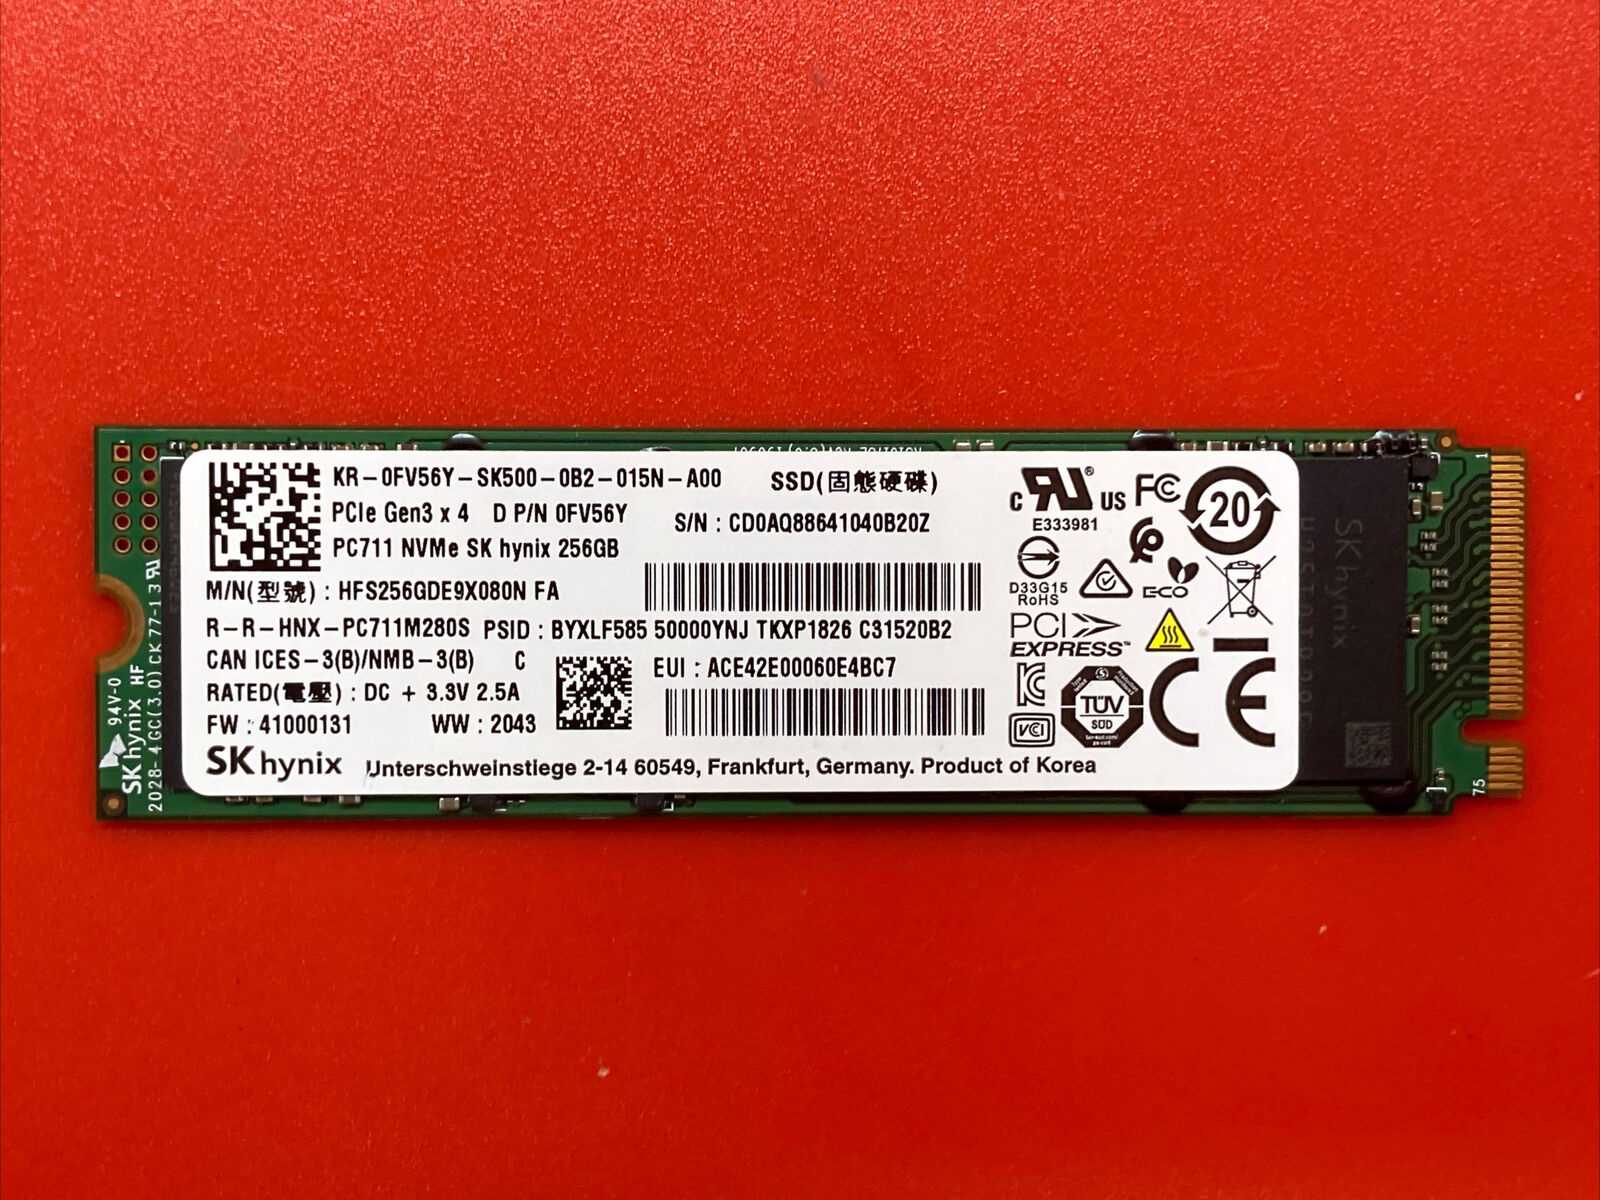 KR-0FV56Y-SK500-0B2-015N-A00
SSD(固態硬碟)
PCIe Gen3 x 4 D P/N 0FV56Y
S/N : CD0AQ88641040B20Z
PC711 NVMe SK hynix 256GB
M/N(型號) : HFS256GDE9X080N FA
R-R-HNX-PC711M280S PSID : BYXLF585 50000YNJ TKXP1826 C31520B2
CAN ICES-3(B)/NMB-3(B) C
EUI : ACE42E00060E4BC7
RATED(電壓) : DC + 3.3V 2.5A
FW : 41000131 WW : 2043
SK hynix Unterschweinstiege 2-14 60549, Frankfurt, Germany. Product of Korea
C UR US FC 20
E333981
D33G15
RoHS
ECO
PCI
EXPRESS™
KC
VCI
TÜV
SÜD
CE
SK hynix
1
75
94V-0
SK hynix HF
2028-4GC(3.0)CK77-13